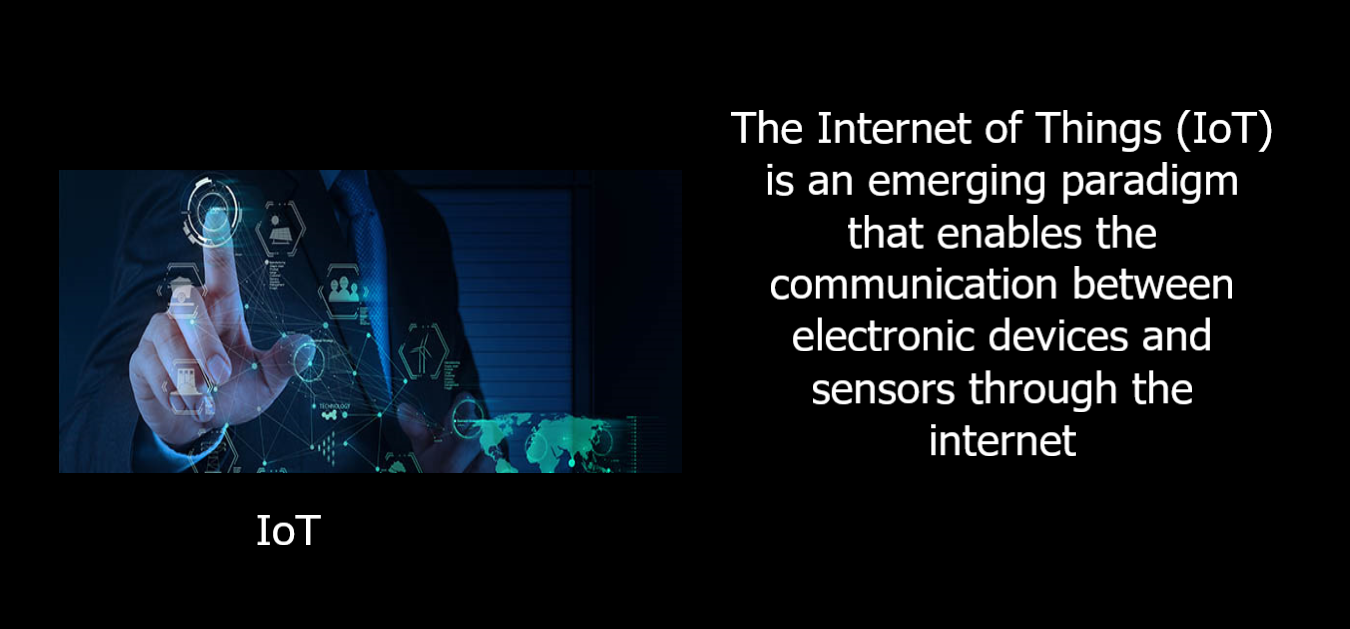 The Internet of Things (IoT)
is an emerging paradigm
that enables the
communication between
electronic devices and
sensors through the
internet
TECHNOLOGY
IoT